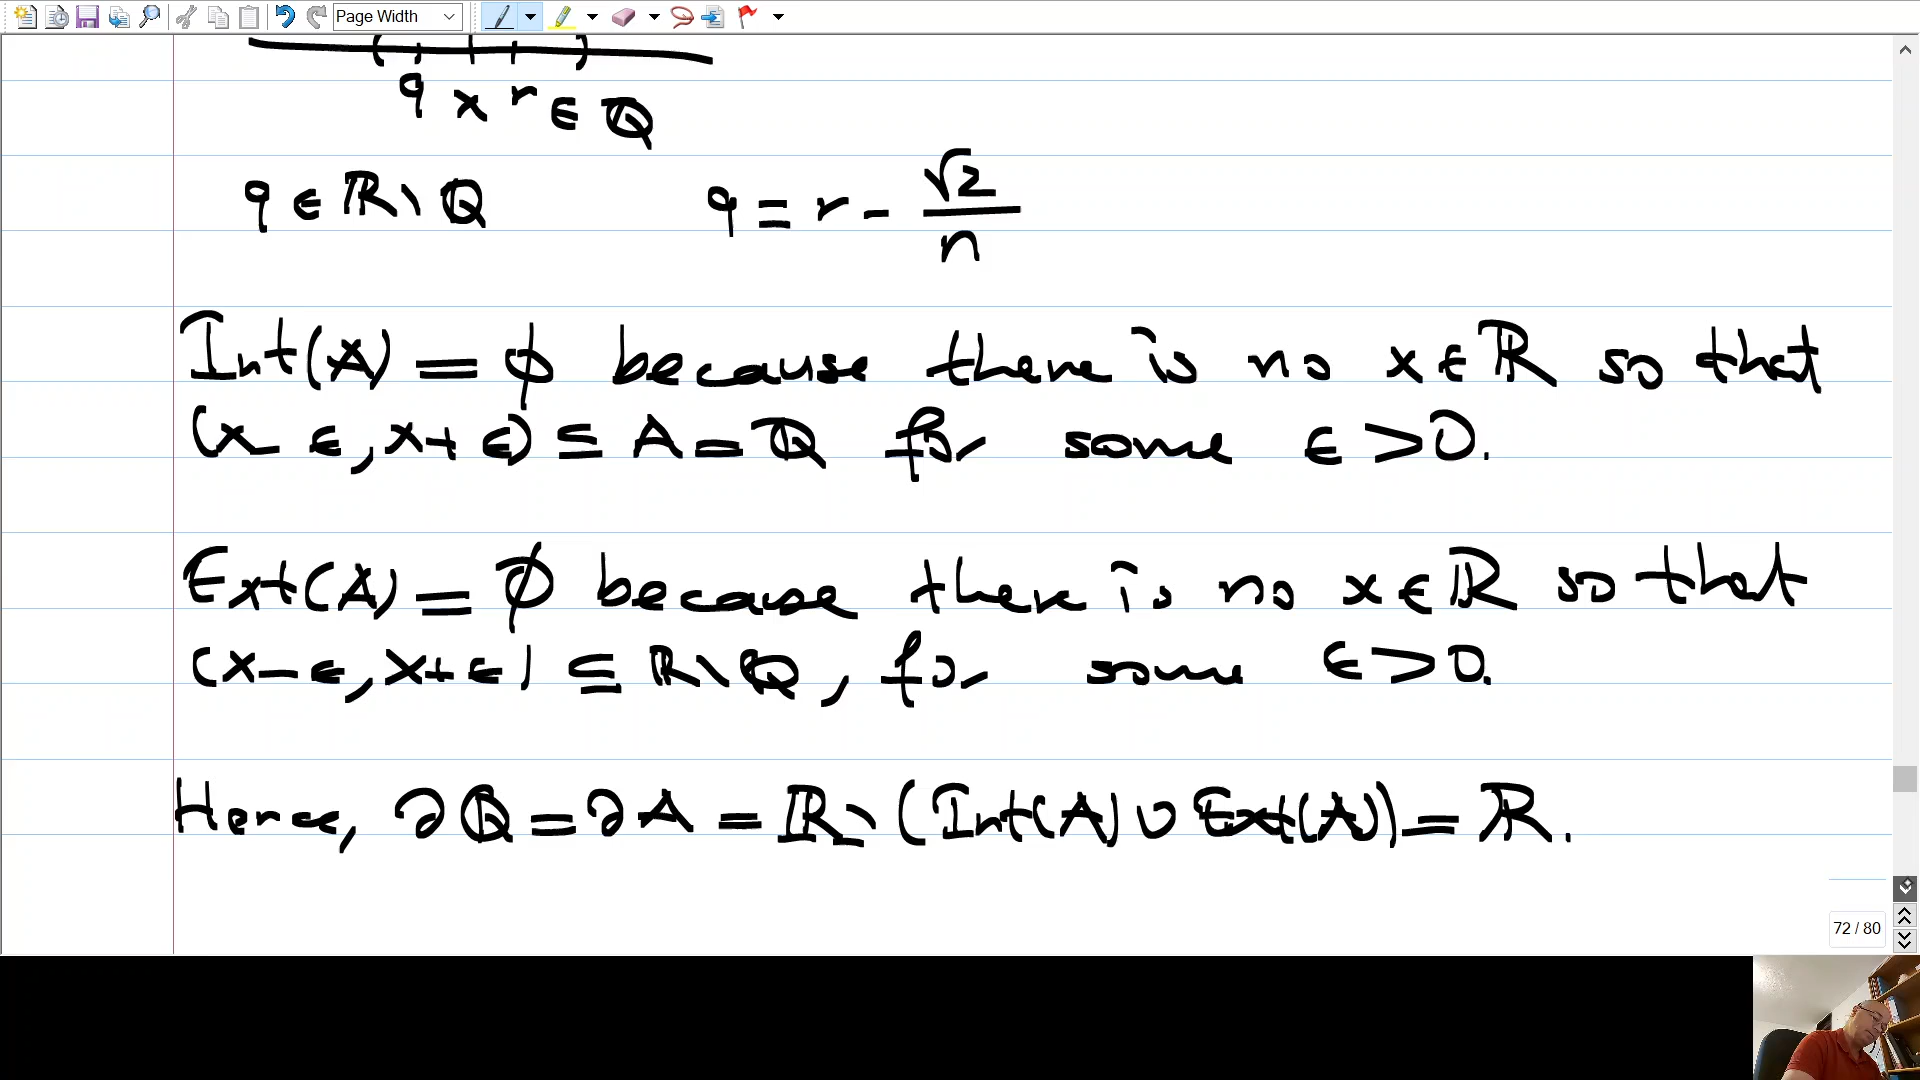 Page Width
q x r ∈ ℚ
q ∈ ℝ \ ℚ q = r - √2/n
Int(A) = ϕ because there is no x ∈ ℝ so that
(x - ϵ, x + ϵ) ⊆ A = ℚ for some ϵ > 0.
Ext(A) = ϕ because there is no x ∈ ℝ so that
(x - ϵ, x + ϵ) ⊆ ℝ \ ℚ, for some ϵ > 0.
Hence, ∂ℚ = ∂A = ℝ \ (Int(A) ∪ Ext(A)) = ℝ.
72 / 80